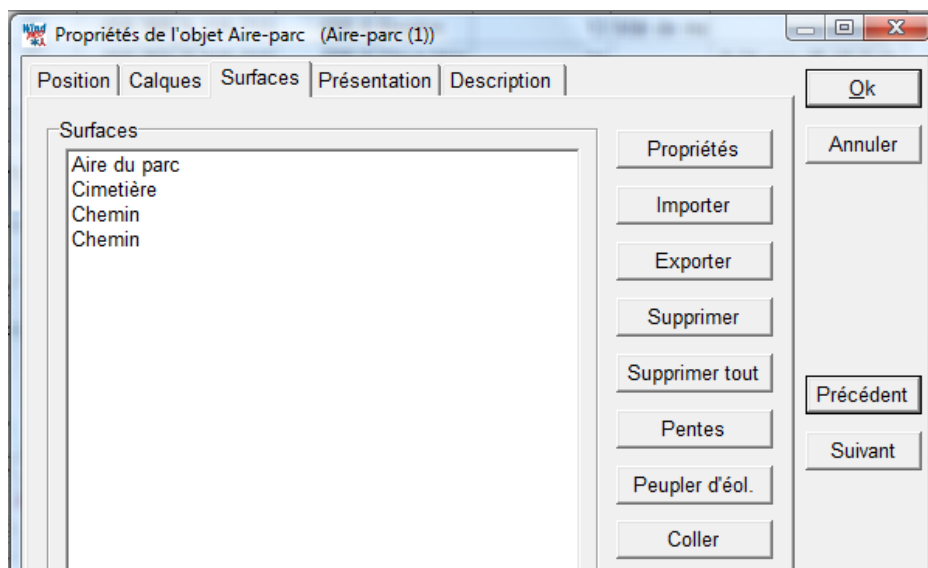 Propriétés de l'objet Aire-parc (Aire-parc (1))
Position Calques Surfaces Présentation Description
Ok
Annuler
Précédent
Suivant
Surfaces
Aire du parc
Cimetière
Chemin
Chemin
Propriétés
Importer
Exporter
Supprimer
Supprimer tout
Pentes
Peupler d'éol.
Coller